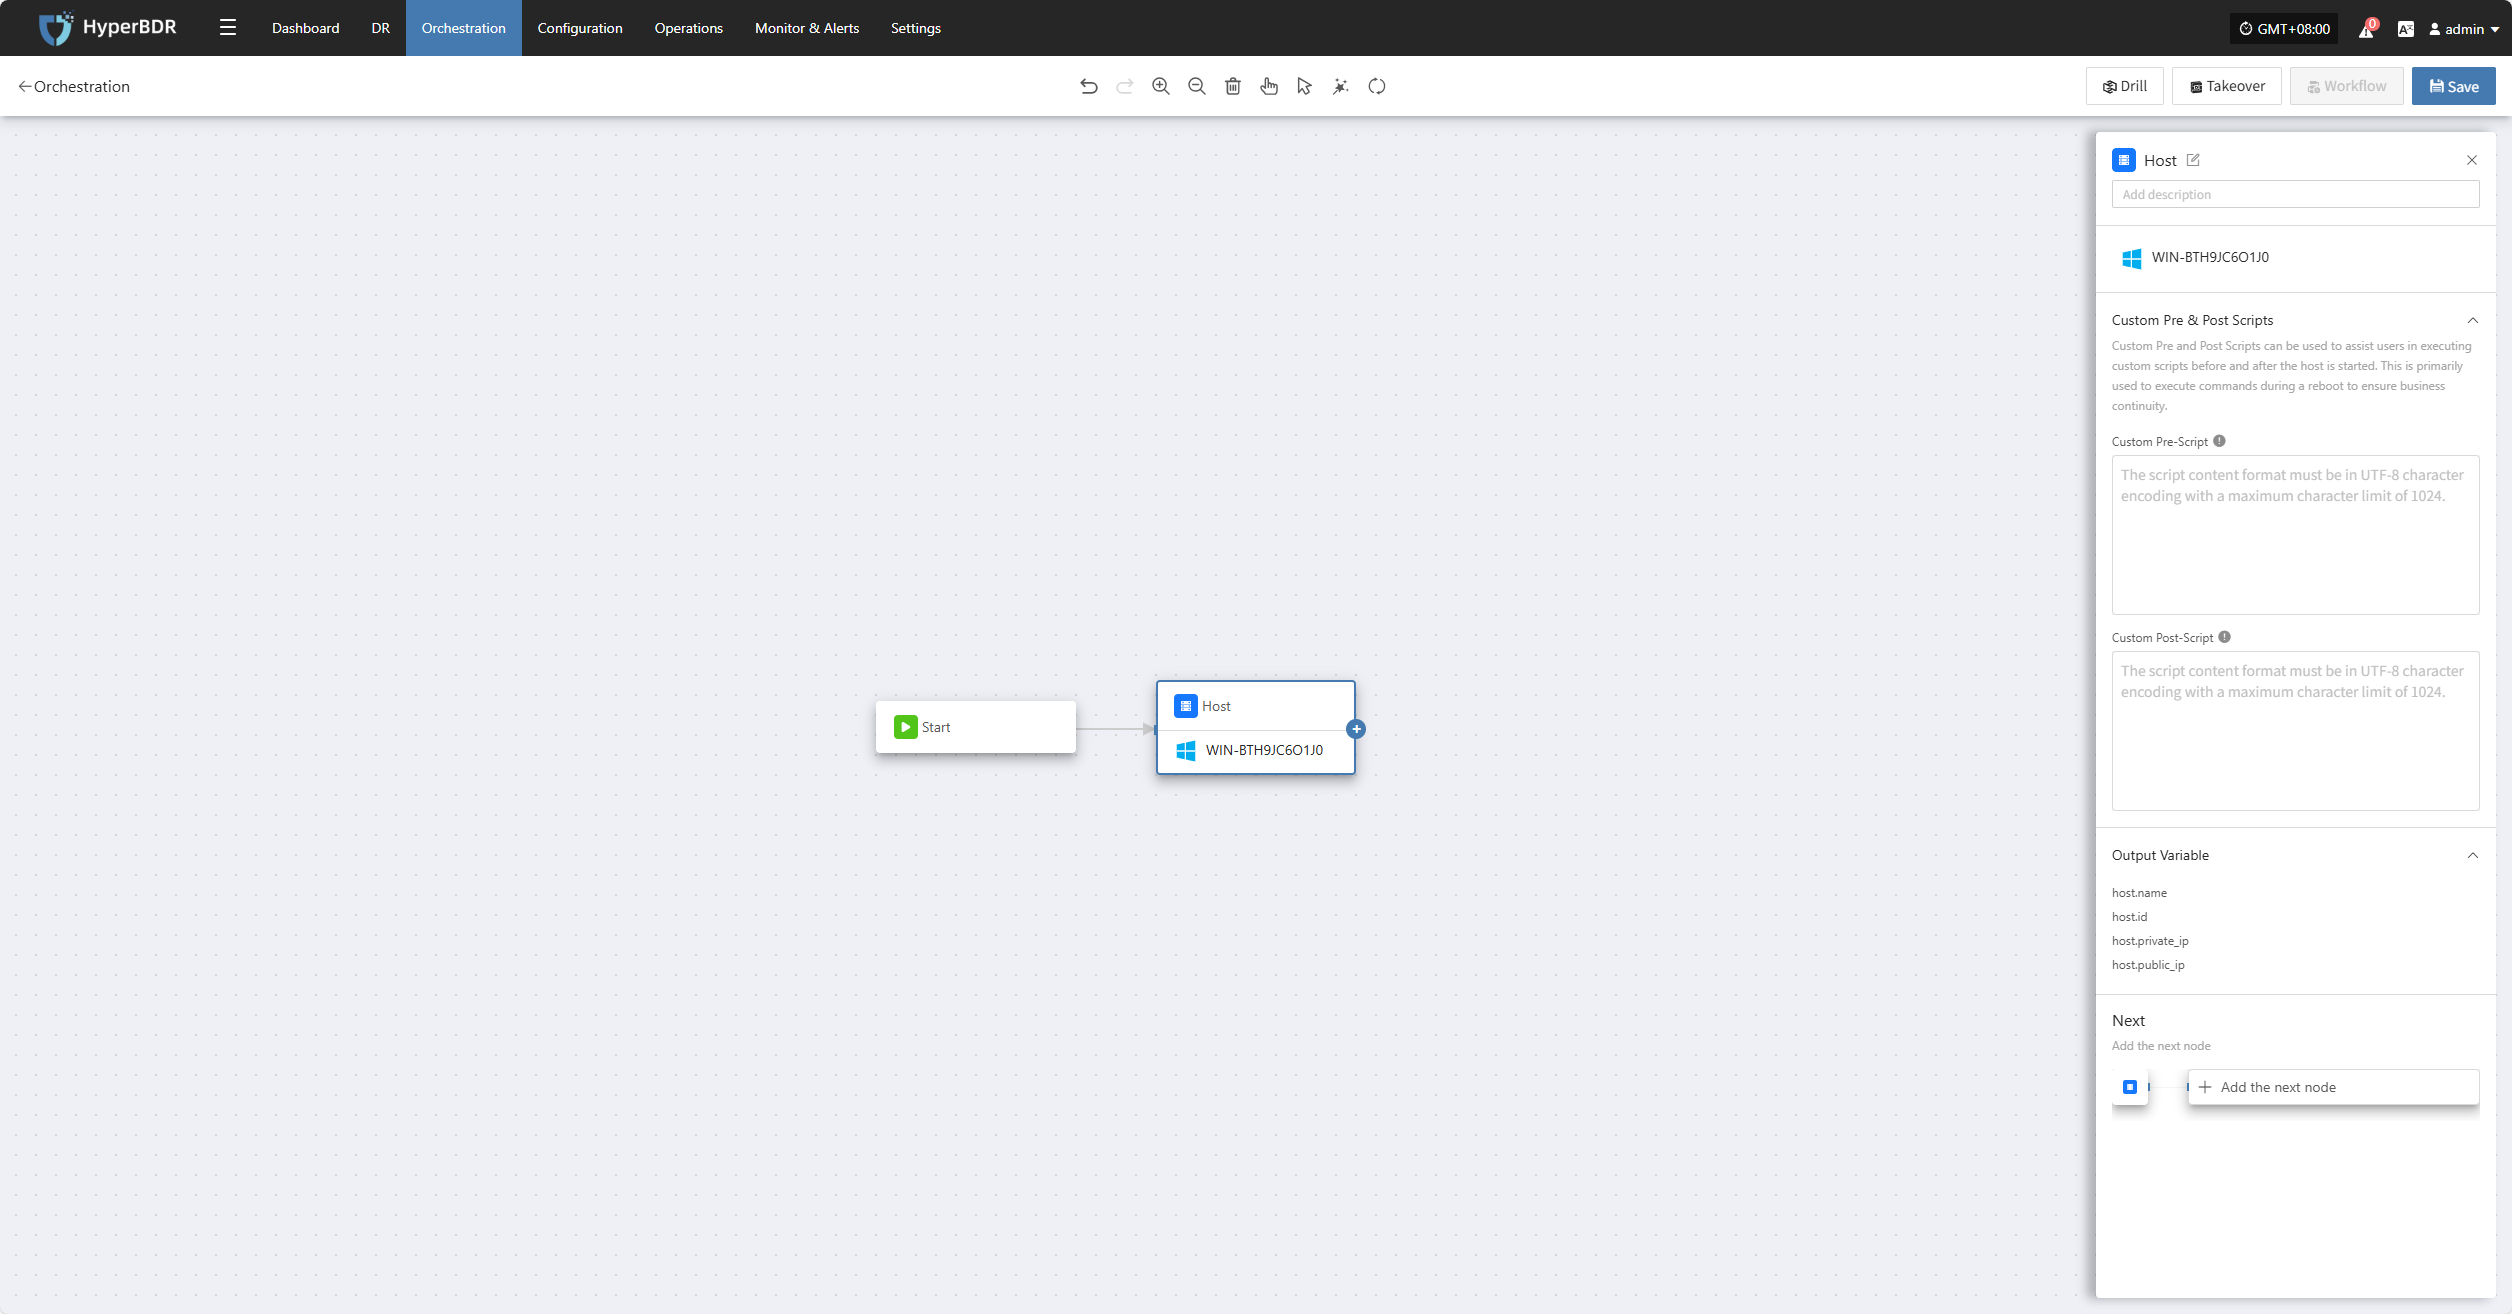 HyperBDR
Dashboard
DR
Orchestration
Configuration
Operations
Monitor & Alerts
Settings
GMT+08:00
0
admin
Orchestration
Drill
Takeover
Workflow
Save
Start
Host
WIN-BTH9JC6O1J0
Host
Add description
WIN-BTH9JC6O1J0
Custom Pre & Post Scripts
Custom Pre and Post Scripts can be used to assist users in executing
custom scripts before and after the host is started. This is primarily
used to execute commands during a reboot to ensure business
continuity.
Custom Pre-Script
The script content format must be in UTF-8 character
encoding with a maximum character limit of 1024.
Custom Post-Script
The script content format must be in UTF-8 character
encoding with a maximum character limit of 1024.
Output Variable
host.name
host.id
host.private_ip
host.public_ip
Next
Add the next node
Add the next node